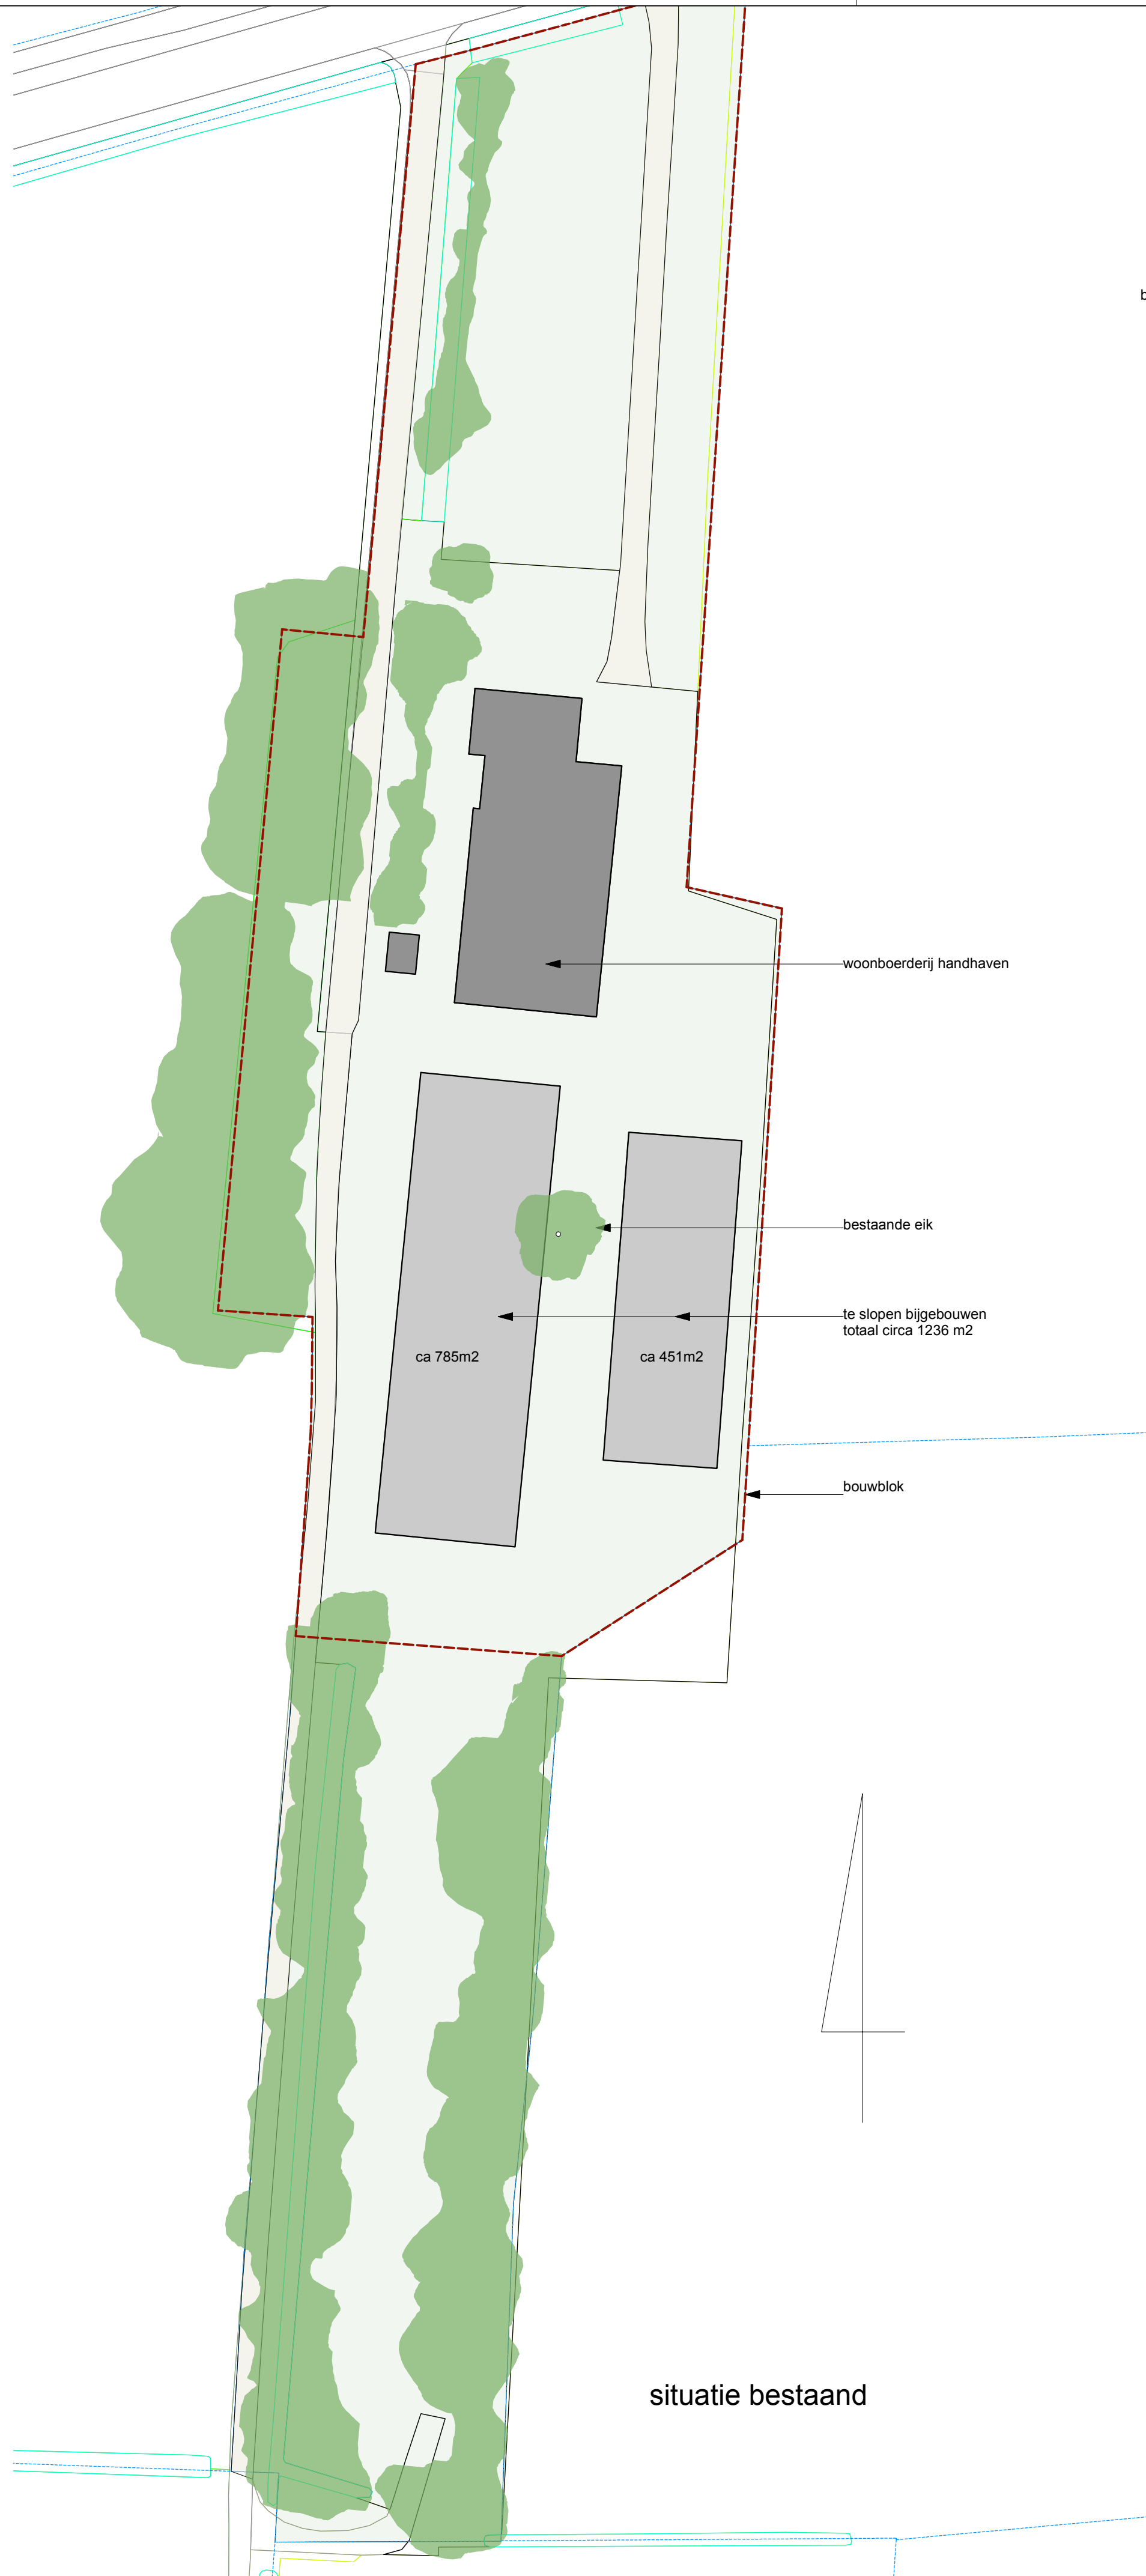 b
woonboerderij handhaven
bestaande eik
te slopen bijgebouwen
totaal circa 1236 m2
ca 785m2
ca 451m2
bouwblok
situatie bestaand